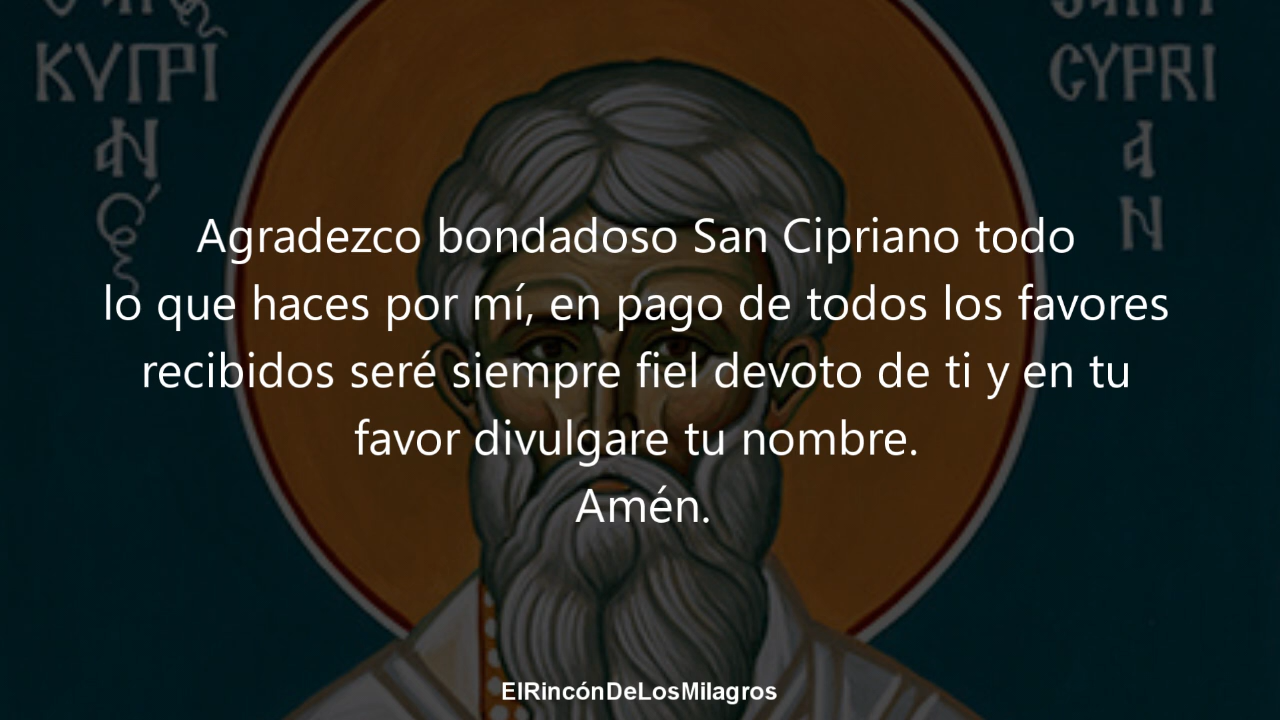 ΚΥΠΡΙ
ΑΝ
CYPRI
A
N
Agradezco bondadoso San Cipriano todo
lo que haces por mí, en pago de todos los favores
recibidos seré siempre fiel devoto de ti y en tu
favor divulgare tu nombre.
Amén.
ElRincónDeLosMilagros